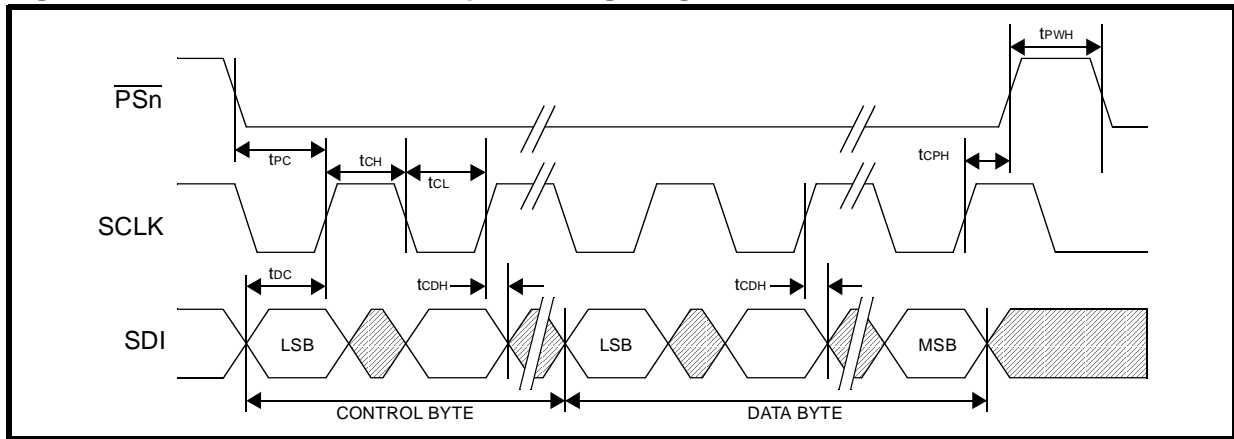 tPWH
PSn
tPC
tCH
tCL
tCPH
SCLK
tDC
tCDH
tCDH
SDI
LSB
LSB
MSB
CONTROL BYTE
DATA BYTE